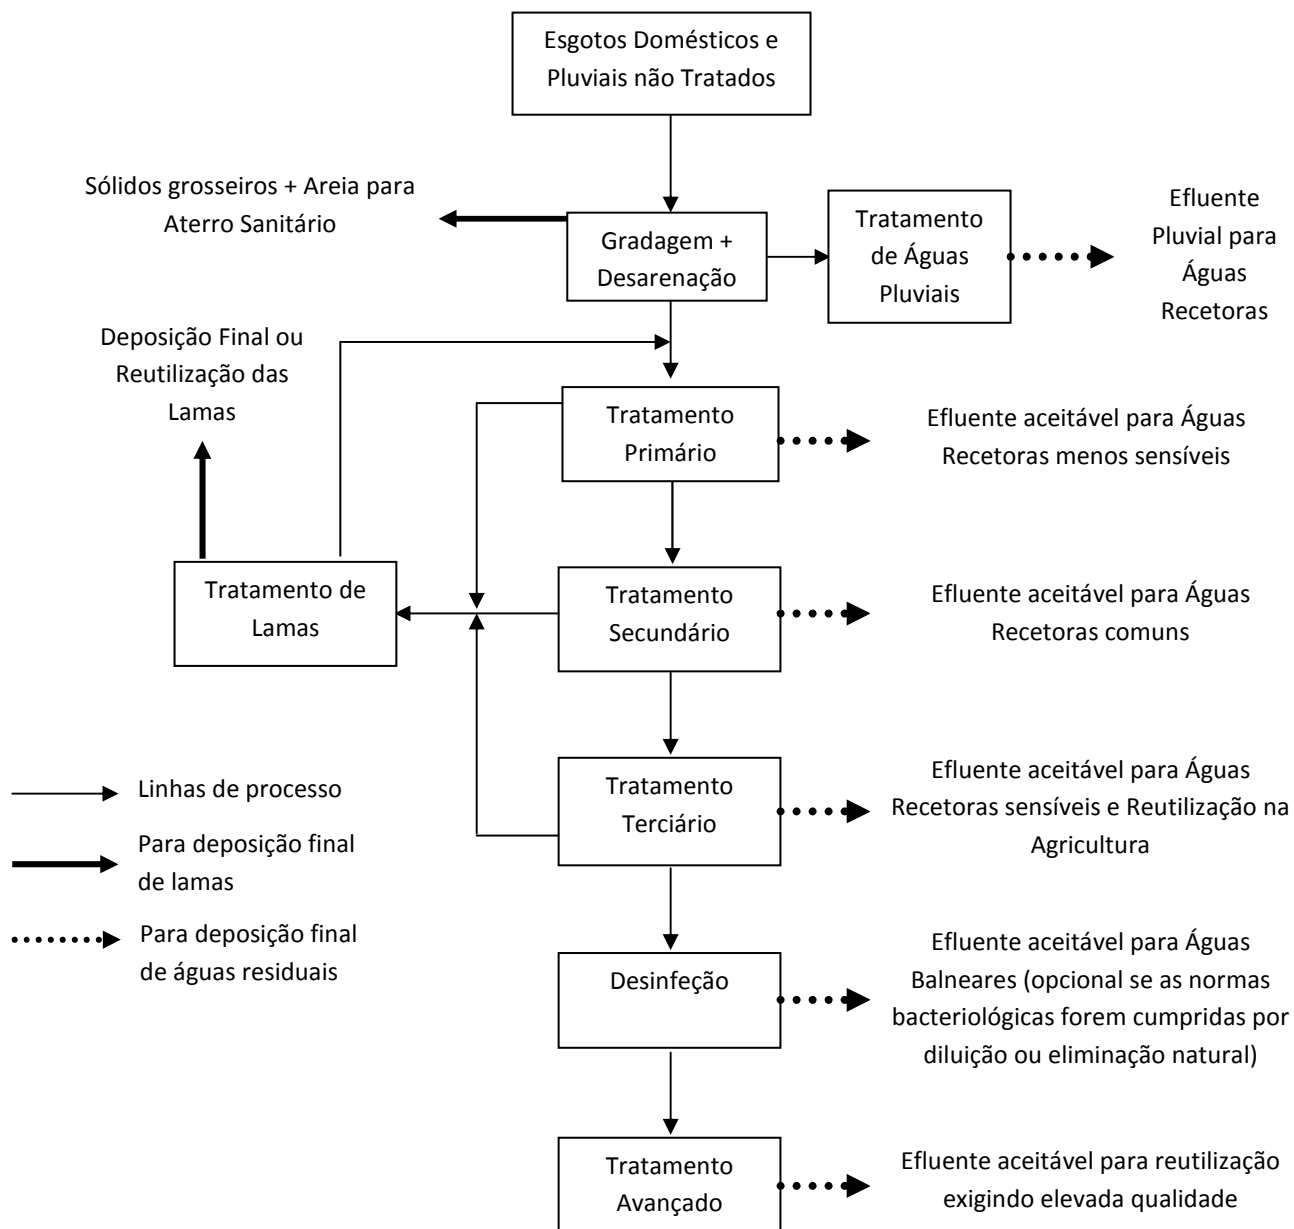 Esgotos Domésticos e
Pluviais não Tratados
Sólidos grosseiros + Areia para
Aterro Sanitário
Gradagem +
Desarenação
Tratamento
de Águas
Pluviais
Efluente
Pluvial para
Águas
Recetoras
Deposição Final ou
Reutilização das
Lamas
Tratamento
Primário
Efluente aceitável para Águas
Recetoras menos sensíveis
Tratamento de
Lamas
Tratamento
Secundário
Efluente aceitável para Águas
Recetoras comuns
Tratamento
Terciário
Efluente aceitável para Águas
Recetoras sensíveis e Reutilização na
Agricultura
Linhas de processo
Para deposição final
de lamas
Para deposição final
de águas residuais
Desinfeção
Efluente aceitável para Águas
Balneares (opcional se as normas
bacteriológicas forem cumpridas por
diluição ou eliminação natural)
Tratamento
Avançado
Efluente aceitável para reutilização
exigindo elevada qualidade